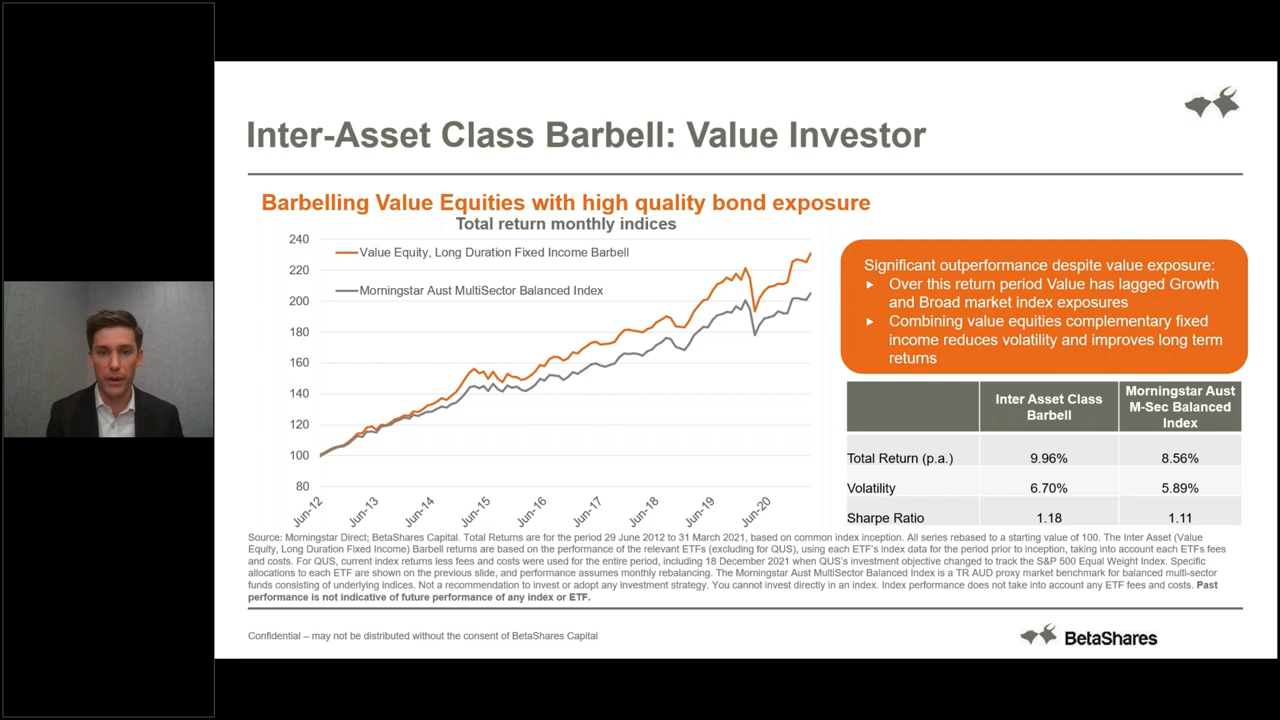 Inter-Asset Class Barbell: Value Investor
Barbelling Value Equities with high quality bond exposure
Total return monthly indices
240
220
200
180
160
140
120
100
80
Value Equity, Long Duration Fixed Income Barbell
Morningstar Aust MultiSector Balanced Index
Jun-12
Jun-13
Jun-14
Jun-15
Jun-16
Jun-17
Jun-18
Jun-19
Jun-20
Significant outperformance despite value exposure:
Over this return period Value has lagged Growth
and Broad market index exposures
Combining value equities complementary fixed
income reduces volatility and improves long term
returns
Inter Asset Class
Barbell
Morningstar Aust
M-Sec Balanced
Index
Total Return (p.a.) 9.96% 8.56%
Volatility 6.70% 5.89%
Sharpe Ratio 1.18 1.11
Source: Morningstar Direct; BetaShares Capital. Total Returns are for the period 29 June 2012 to 31 March 2021, based on common index inception. All series rebased to a starting value of 100. The Inter Asset (Value
Equity, Long Duration Fixed Income) Barbell returns are based on the performance of the relevant ETFs (excluding for QUS), using each ETF's index data for the period prior to inception, taking into account each ETFs fees
and costs. For QUS, current index returns less fees and costs were used for the entire period, including 18 December 2021 when QUS's investment objective changed to track the S&P 500 Equal Weight Index. Specific
allocations to each ETF are shown on the previous slide, and performance assumes monthly rebalancing. The Morningstar Aust MultiSector Balanced Index is a TR AUD proxy market benchmark for balanced multi-sector
funds consisting of underlying indices. Not a recommendation to invest or adopt any investment strategy. You cannot invest directly in an index. Index performance does not take into account any ETF fees and costs. Past
performance is not indicative of future performance of any index or ETF.
Confidential – may not be distributed without the consent of BetaShares Capital
BetaShares